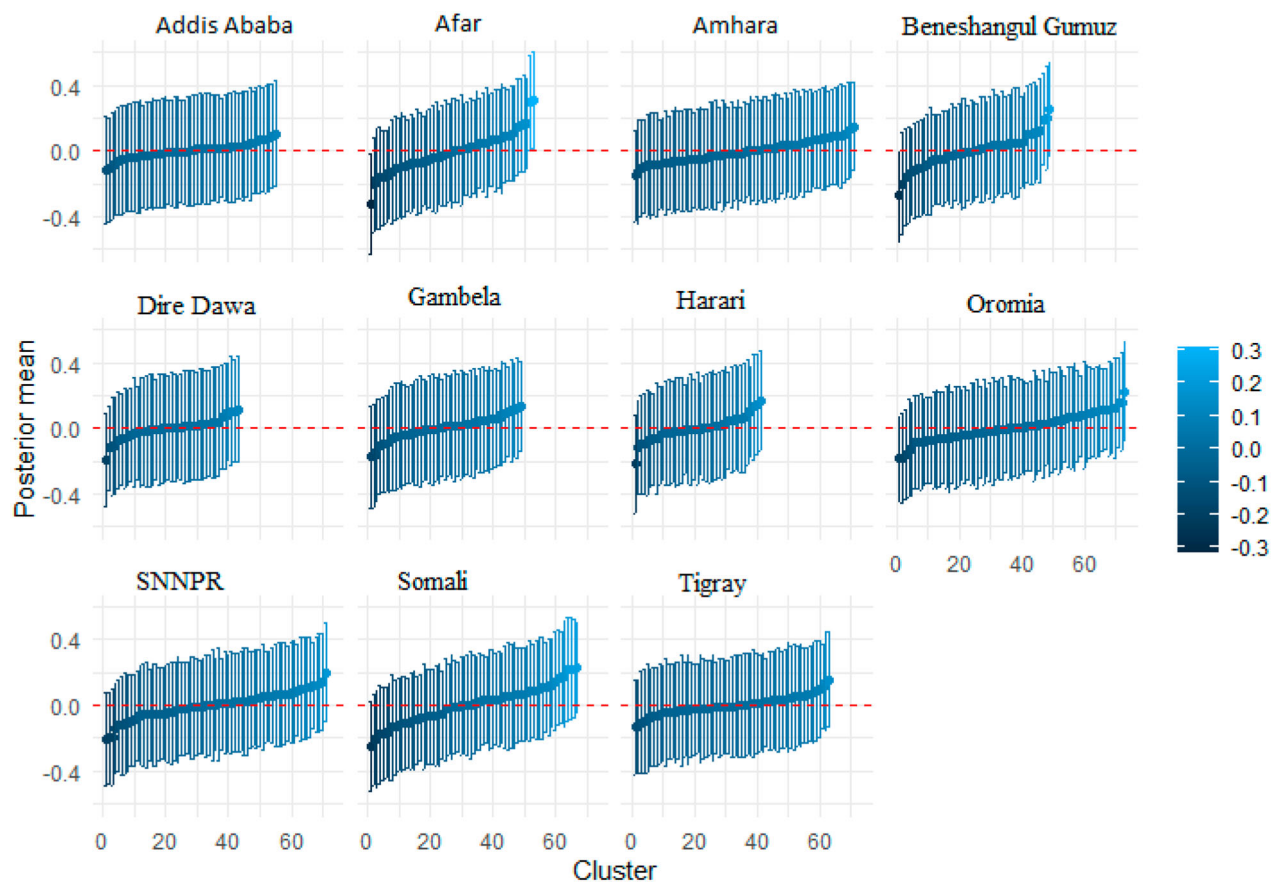 Addis Ababa
Afar
Amhara
Beneshangul Gumuz
0.4
0.0
-0.4
Dire Dawa
Gambela
Harari
Oromia
Posterior mean
0.4
0.0
-0.4
0.3
0.2
0.1
0.0
-0.1
-0.2
-0.3
0 20 40 60
SNNPR
Somali
Tigray
0.4
0.0
-0.4
0 20 40 60
0 20 40 60
0 20 40 60
Cluster